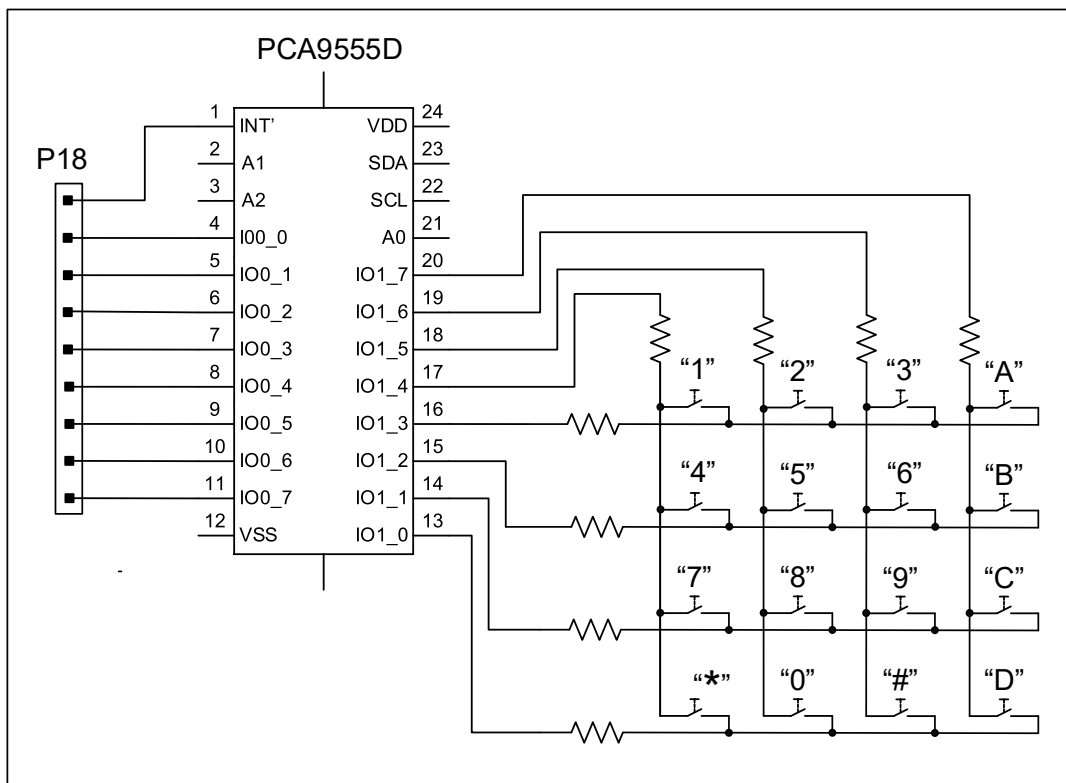 PCA9555D
P18
1 INT’ VDD 24
2 A1 SDA 23
3 A2 SCL 22
4 I00_0 A0 21
5 IO0_1 IO1_7 20
6 IO0_2 IO1_6 19
7 IO0_3 IO1_5 18
8 IO0_4 IO1_4 17
9 IO0_5 IO1_3 16
10 IO0_6 IO1_2 15
11 IO0_7 IO1_1 14
12 VSS IO1_0 13
“1” “2” “3” “A”
“4” “5” “6” “B”
“7” “8” “9” “C”
“*” “0” “#” “D”